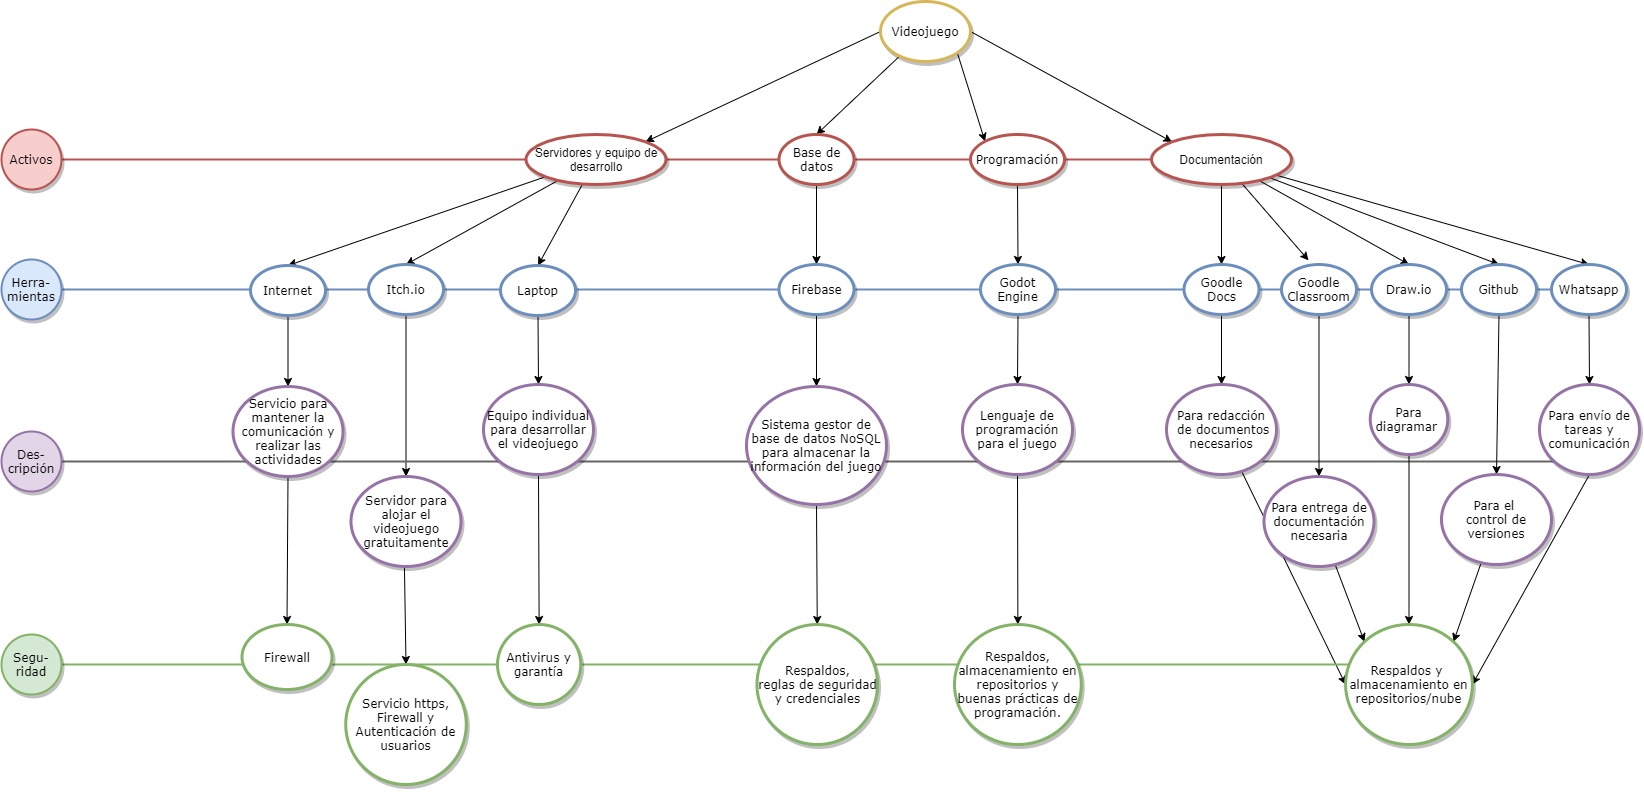 Videojuego
Activos
Servidores y equipo de
desarrollo
Base de
datos
Programación
Documentación
Herra-
mientas
Internet
Itch.io
Laptop
Firebase
Godot
Engine
Goodle
Docs
Goodle
Classroom
Draw.io
Github
Whatsapp
Des-
cripción
Servicio para
mantener la
comunicación y
realizar las
actividades
Servidor para
alojar el
videojuego
gratuitamente
Equipo individual
para desarrollar
el videojuego
Sistema gestor de
base de datos NoSQL
para almacenar la
información del juego
Lenguaje de
programación
para el juego
Para redacción
de documentos
necesarios
Para entrega de
documentación
necesaria
Para
diagramar
Para el
control de
versiones
Para envío de
tareas y
comunicación
Segu-
ridad
Firewall
Servicio https,
Firewall y
Autenticación de
usuarios
Antivirus y
garantía
Respaldos,
reglas de seguridad
y credenciales
Respaldos,
almacenamiento en
repositorios y
buenas prácticas de
programación.
Respaldos y
almacenamiento en
repositorios/nube